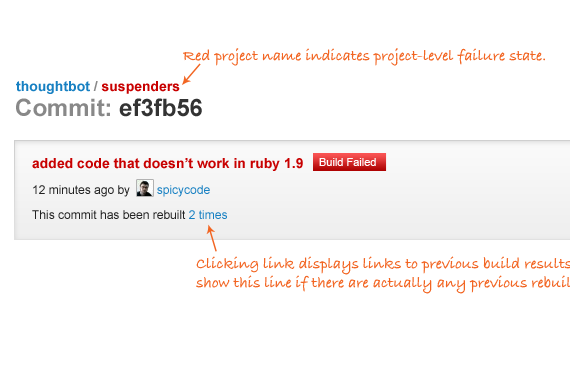 Red project name indicates project-level failure state.
thoughtbot / suspenders
Commit: ef3fb56
added code that doesn't work in ruby 1.9 Build Failed
12 minutes ago by spicycode
This commit has been rebuilt 2 times
Clicking link displays links to previous build results
show this line if there are actually any previous rebuil